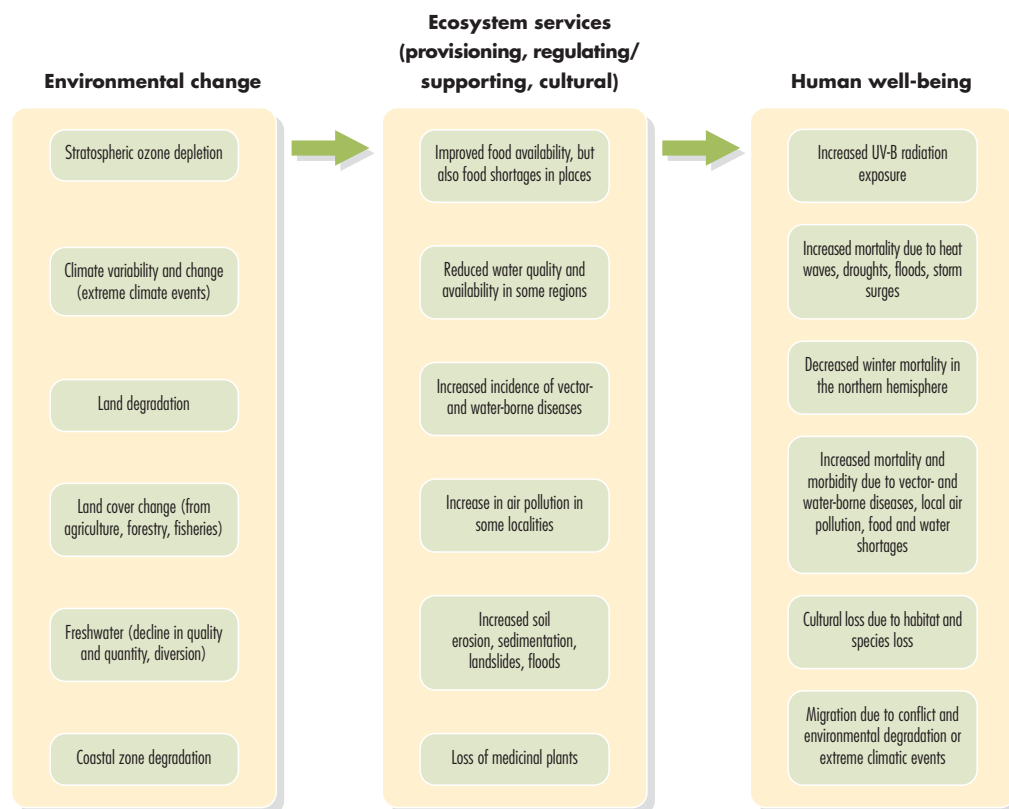 Environmental change
Stratospheric ozone depletion
Climate variability and change
(extreme climate events)
Land degradation
Land cover change (from
agriculture, forestry, fisheries)
Freshwater (decline in quality
and quantity, diversion)
Coastal zone degradation
Ecosystem services
(provisioning, regulating/
supporting, cultural)
Improved food availability, but
also food shortages in places
Reduced water quality and
availability in some regions
Increased incidence of vector-
and water-borne diseases
Increase in air pollution in
some localities
Increased soil
erosion, sedimentation,
landslides, floods
Loss of medicinal plants
Human well-being
Increased UV-B radiation
exposure
Increased mortality due to heat
waves, droughts, floods, storm
surges
Decreased winter mortality in
the northern hemisphere
Increased mortality and
morbidity due to vector- and
water-borne diseases, local air
pollution, food and water
shortages
Cultural loss due to habitat and
species loss
Migration due to conflict and
environmental degradation or
extreme climatic events